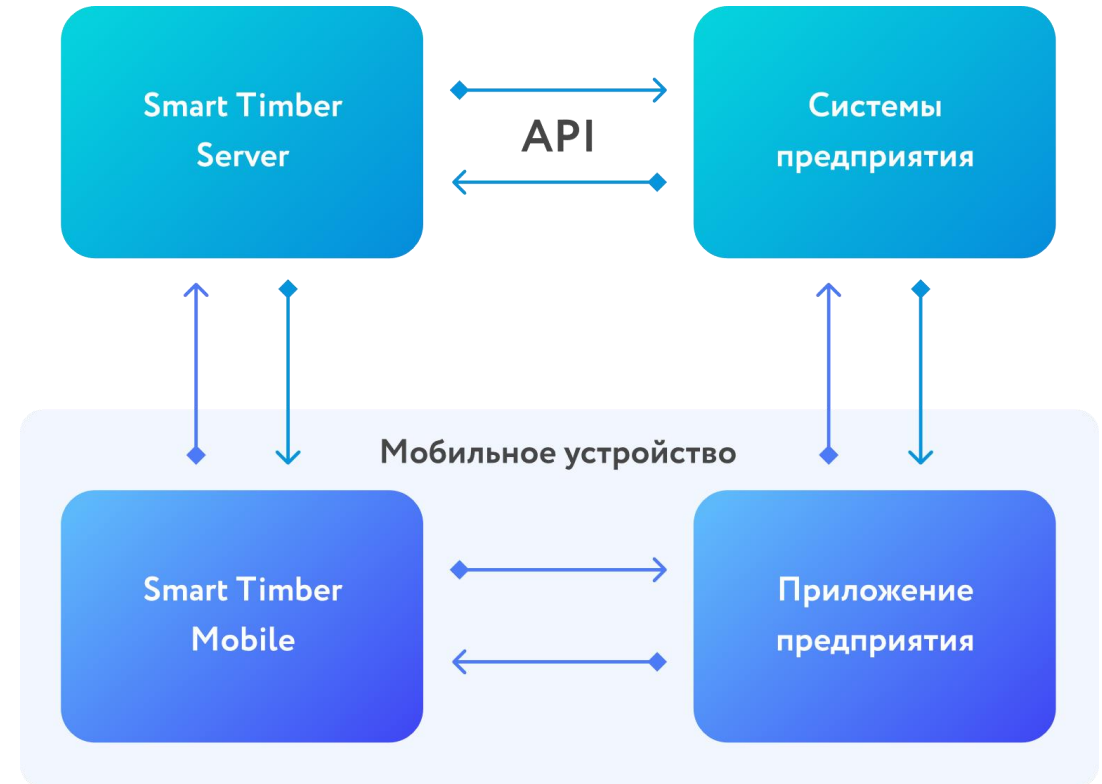 Smart Timber
Server
API
Системы
предприятия
Мобильное устройство
Smart Timber
Mobile
Приложение
предприятия